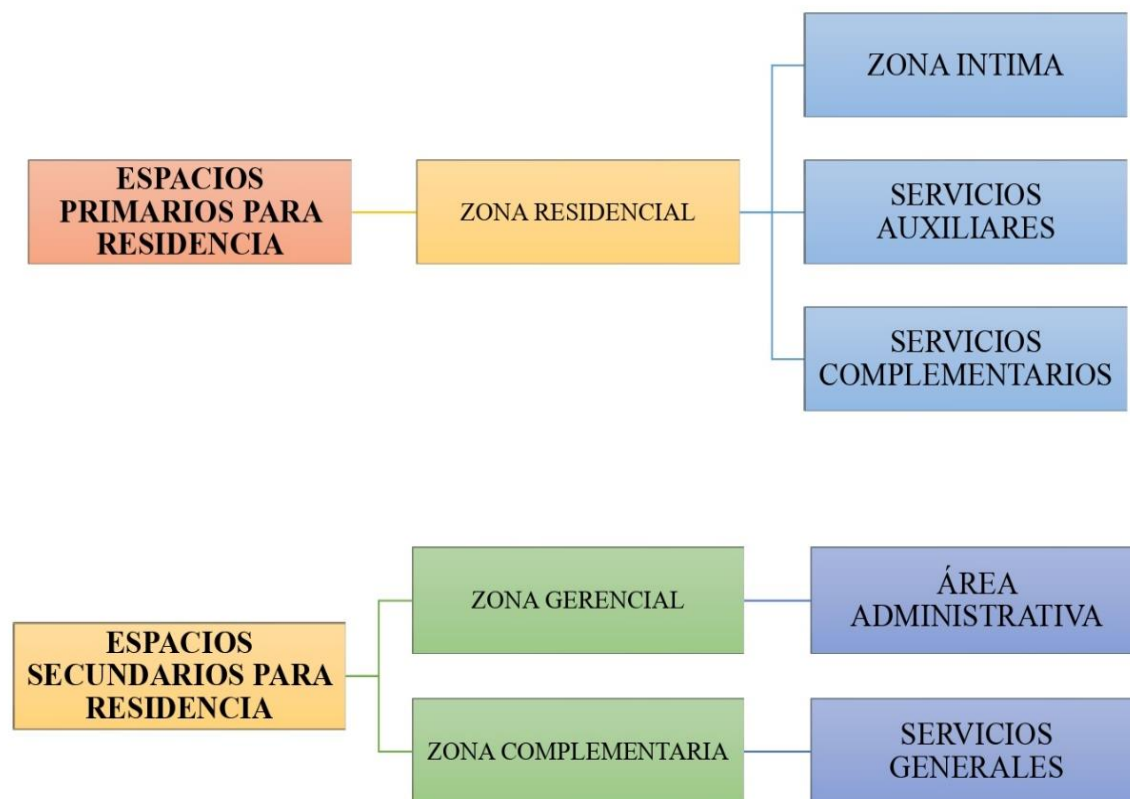 ESPACIOS
PRIMARIOS PARA
RESIDENCIA
ZONA RESIDENCIAL
ZONA INTIMA
SERVICIOS
AUXILIARES
SERVICIOS
COMPLEMENTARIOS
ESPACIOS
SECUNDARIOS PARA
RESIDENCIA
ZONA GERENCIAL
ÁREA
ADMINISTRATIVA
ZONA COMPLEMENTARIA
SERVICIOS
GENERALES